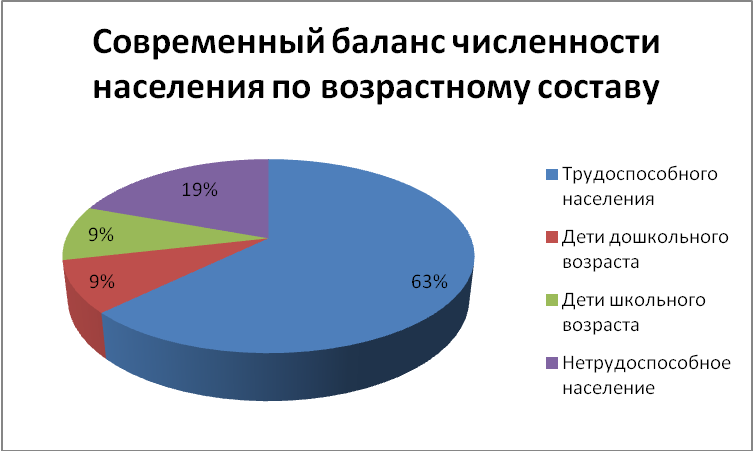 Современный баланс численности
населения по возрастному составу
19%
9%
9%
63%
Трудоспособного
населения
Дети дошкольного
возраста
Дети школьного
возраста
Нетрудоспособное
население